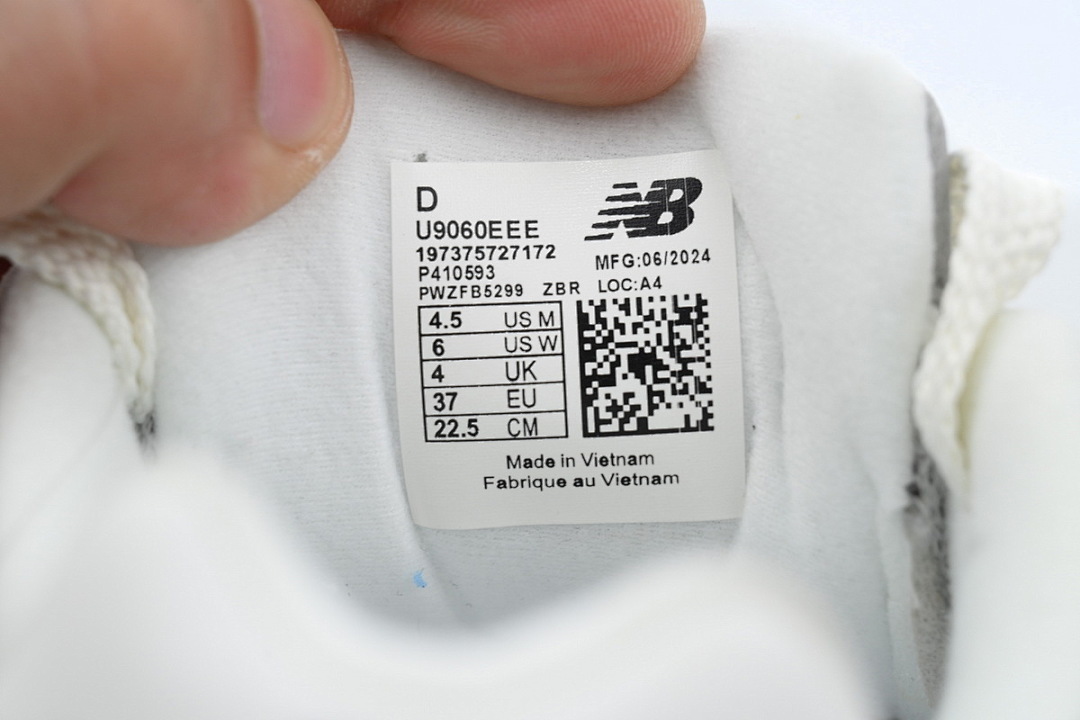 D
NB
U9060EEE
197375727172
P410593
MFG:06/2024
PWZFB5299 ZBR LOC:A4
4.5 US M
6 US W
4 UK
37 EU
22.5 CM
Made in Vietnam
Fabrique au Vietnam